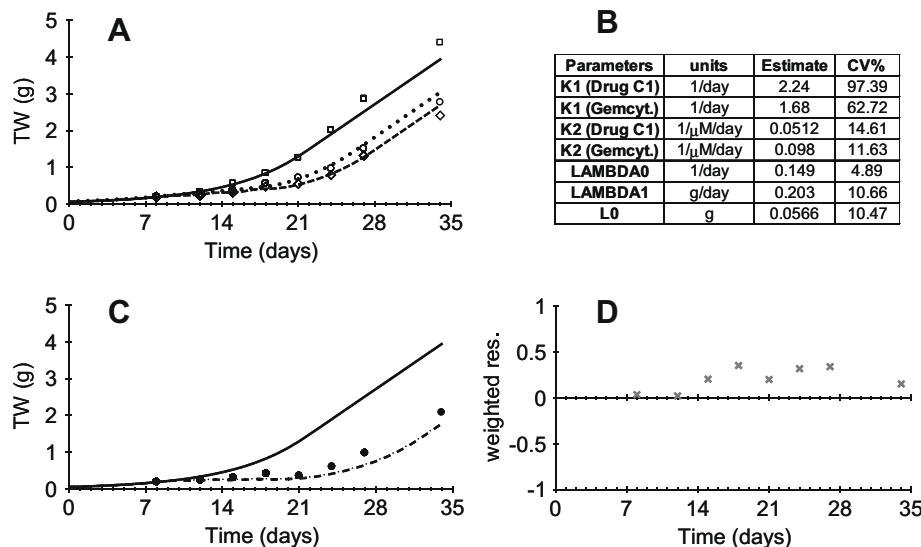 A
5
4
3
2
1
0
TW (g)
0 7 14 21 28 35
Time (days)
B
Parameters units Estimate CV%
K1 (Drug C1) 1/day 2.24 97.39
K1 (Gemcyt.) 1/day 1.68 62.72
K2 (Drug C1) 1/μM/day 0.0512 14.61
K2 (Gemcyt.) 1/μM/day 0.098 11.63
LAMBDA0 1/day 0.149 4.89
LAMBDA1 g/day 0.203 10.66
L0 g 0.0566 10.47
C
5
4
3
2
1
0
TW (g)
0 7 14 21 28 35
Time (days)
D
1
0.5
0
-0.5
-1
weighted res.
0 7 14 21 28 35
Time (days)